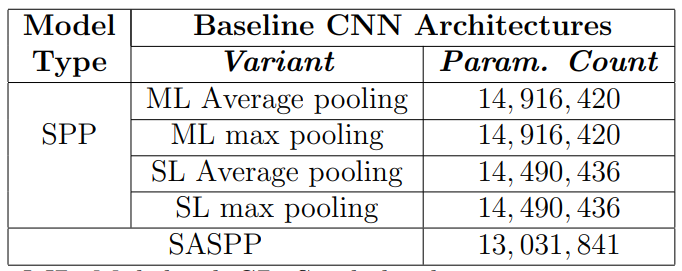 Model Baseline CNN Architectures
Type Variant Param. Count
ML Average pooling 14,916,420
SPP ML max pooling 14,916,420
SL Average pooling 14,490,436
SL max pooling 14,490,436
SASPP 13,031,841